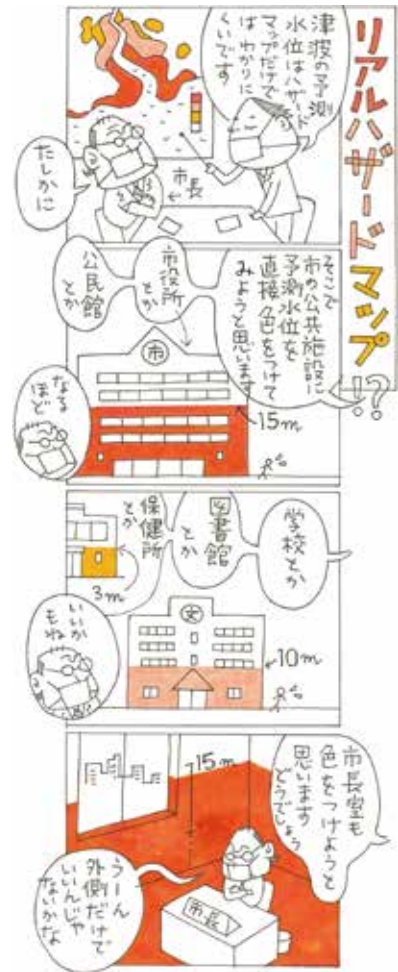 リアルハザードマップ!?
津波の予測
水位はハザード
マップだけで
はわかりに
くいです
市長
たしかに
そこで
市の公共施設に
予測水位を
直接色をつけて
みようと思います
市役所
とか
公民館
とか
市
15m
なる
ほど
学校とか
図書館
とか
保健所
とか
3m
文
10m
いいか
もね
市長室も
色をつけようと
思います
どうでしょう
15m
市長
うーん
外側だけで
いいんじゃ
ないかなよ